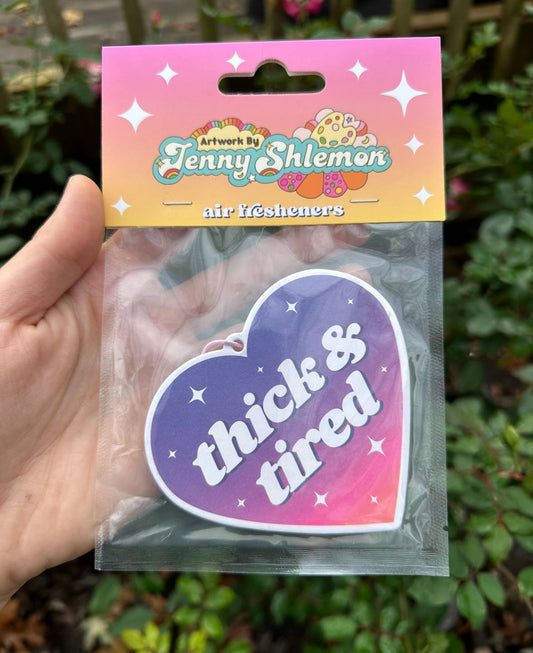 Artwork By
Jenny Shlemon
air fresheners
thick &
tired